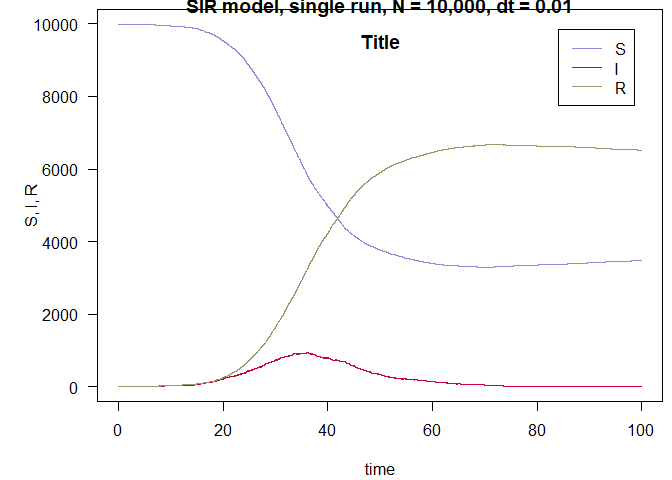 SIR model, single run, N = 10,000, dt = 0.01
Title
S
I
R
S, I, R
10000
8000
6000
4000
2000
0
0 20 40 60 80 100
time